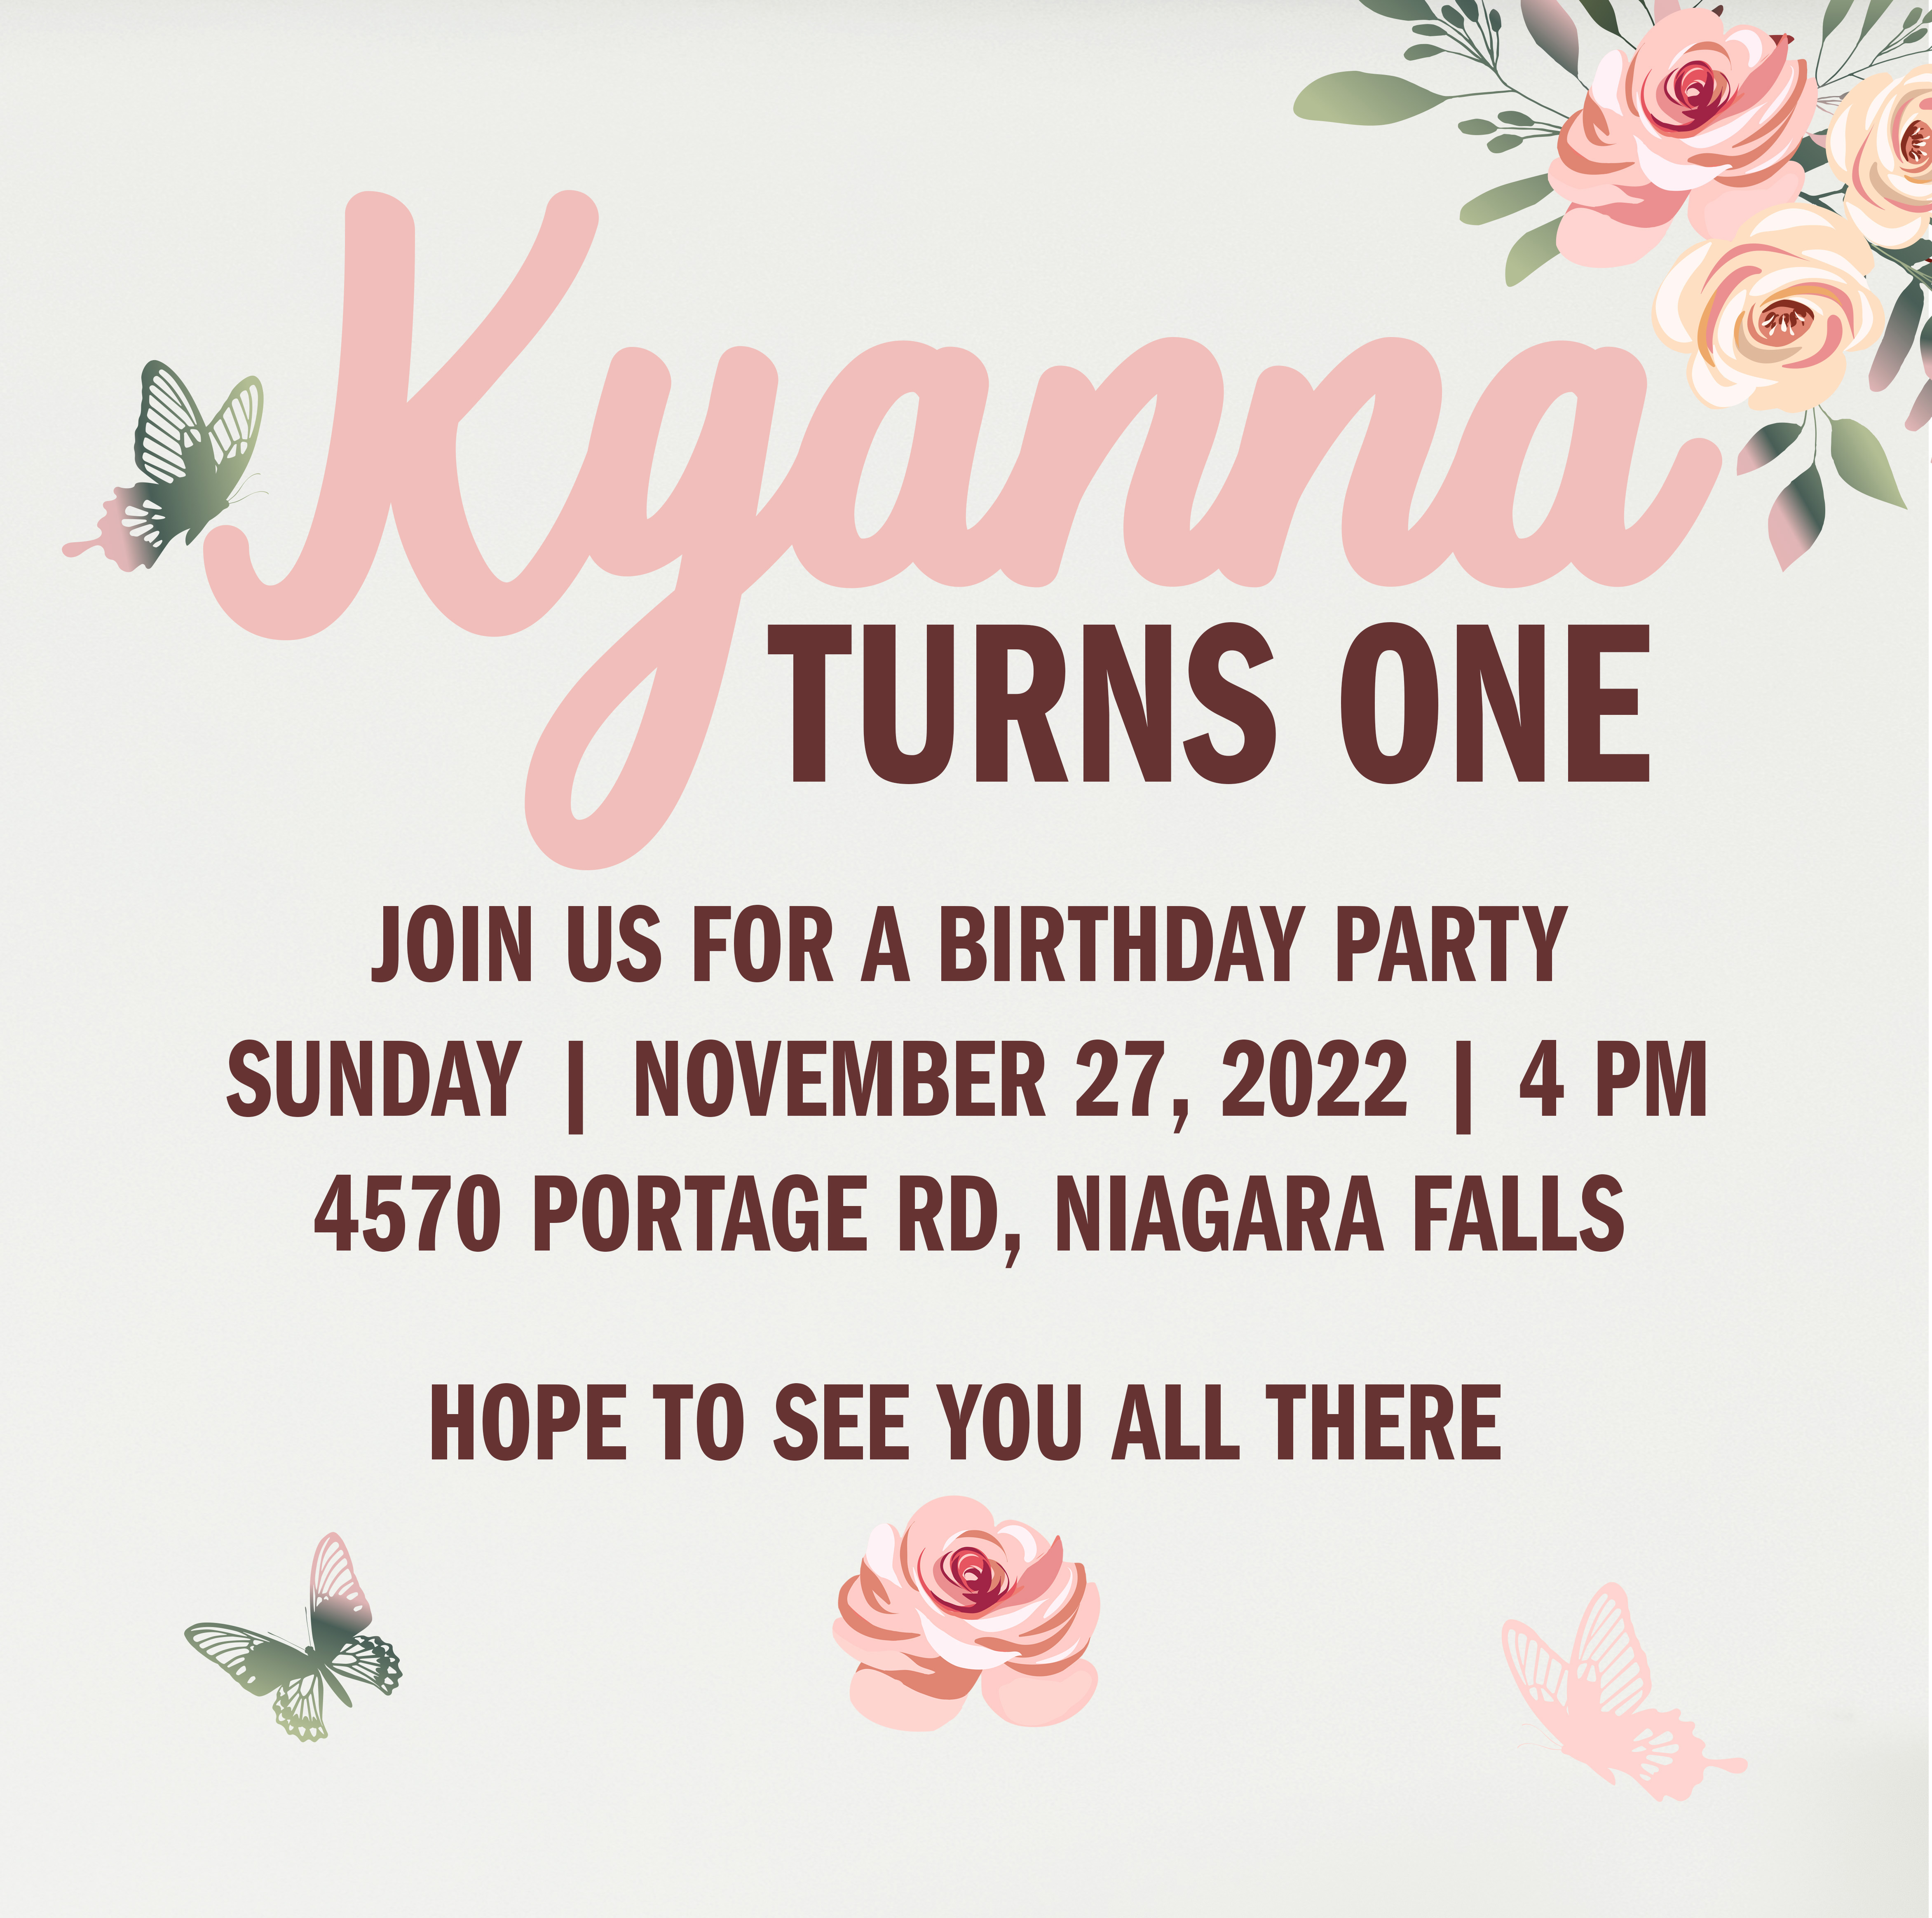 Kyanna
TURNS ONE
JOIN US FOR A BIRTHDAY PARTY
SUNDAY | NOVEMBER 27, 2022 | 4 PM
4570 PORTAGE RD, NIAGARA FALLS
HOPE TO SEE YOU ALL THERE